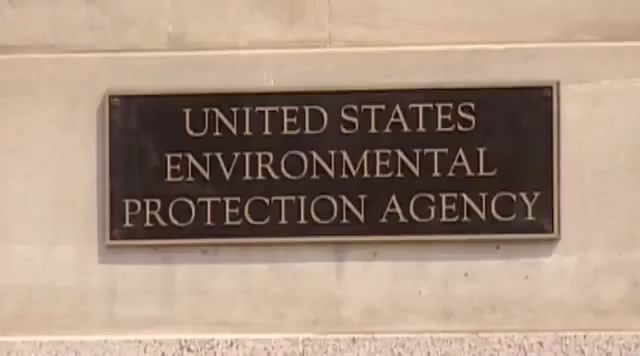 UNITED STATES
ENVIRONMENTAL
PROTECTION AGENCY